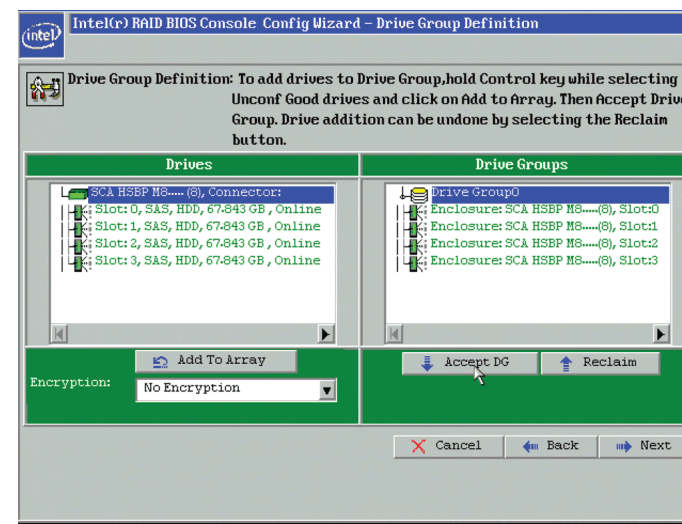 Intel(r) RAID BIOS Console Config Wizard – Drive Group Definition
intel
Drive Group Definition: To add drives to Drive Group,hold Control key while selecting
Unconf Good drives and click on Add to Array. Then Accept Driv
Group. Drive addition can be undone by selecting the Reclaim
button.
Drives
SCA HSBP M8..... (8), Connector:
Slot: 0, SAS, HDD, 67.843 GB , Online
Slot: 1, SAS, HDD, 67.843 GB , Online
Slot: 2, SAS, HDD, 67.843 GB , Online
Slot: 3, SAS, HDD, 67.843 GB , Online
Add To Array
Encryption:
No Encryption
Drive Groups
Drive Group0
Enclosure: SCA HSBP M8.....(8), Slot:0
Enclosure: SCA HSBP M8.....(8), Slot:1
Enclosure: SCA HSBP M8.....(8), Slot:2
Enclosure: SCA HSBP M8.....(8), Slot:3
Accept DG
Reclaim
Cancel
Back
Next